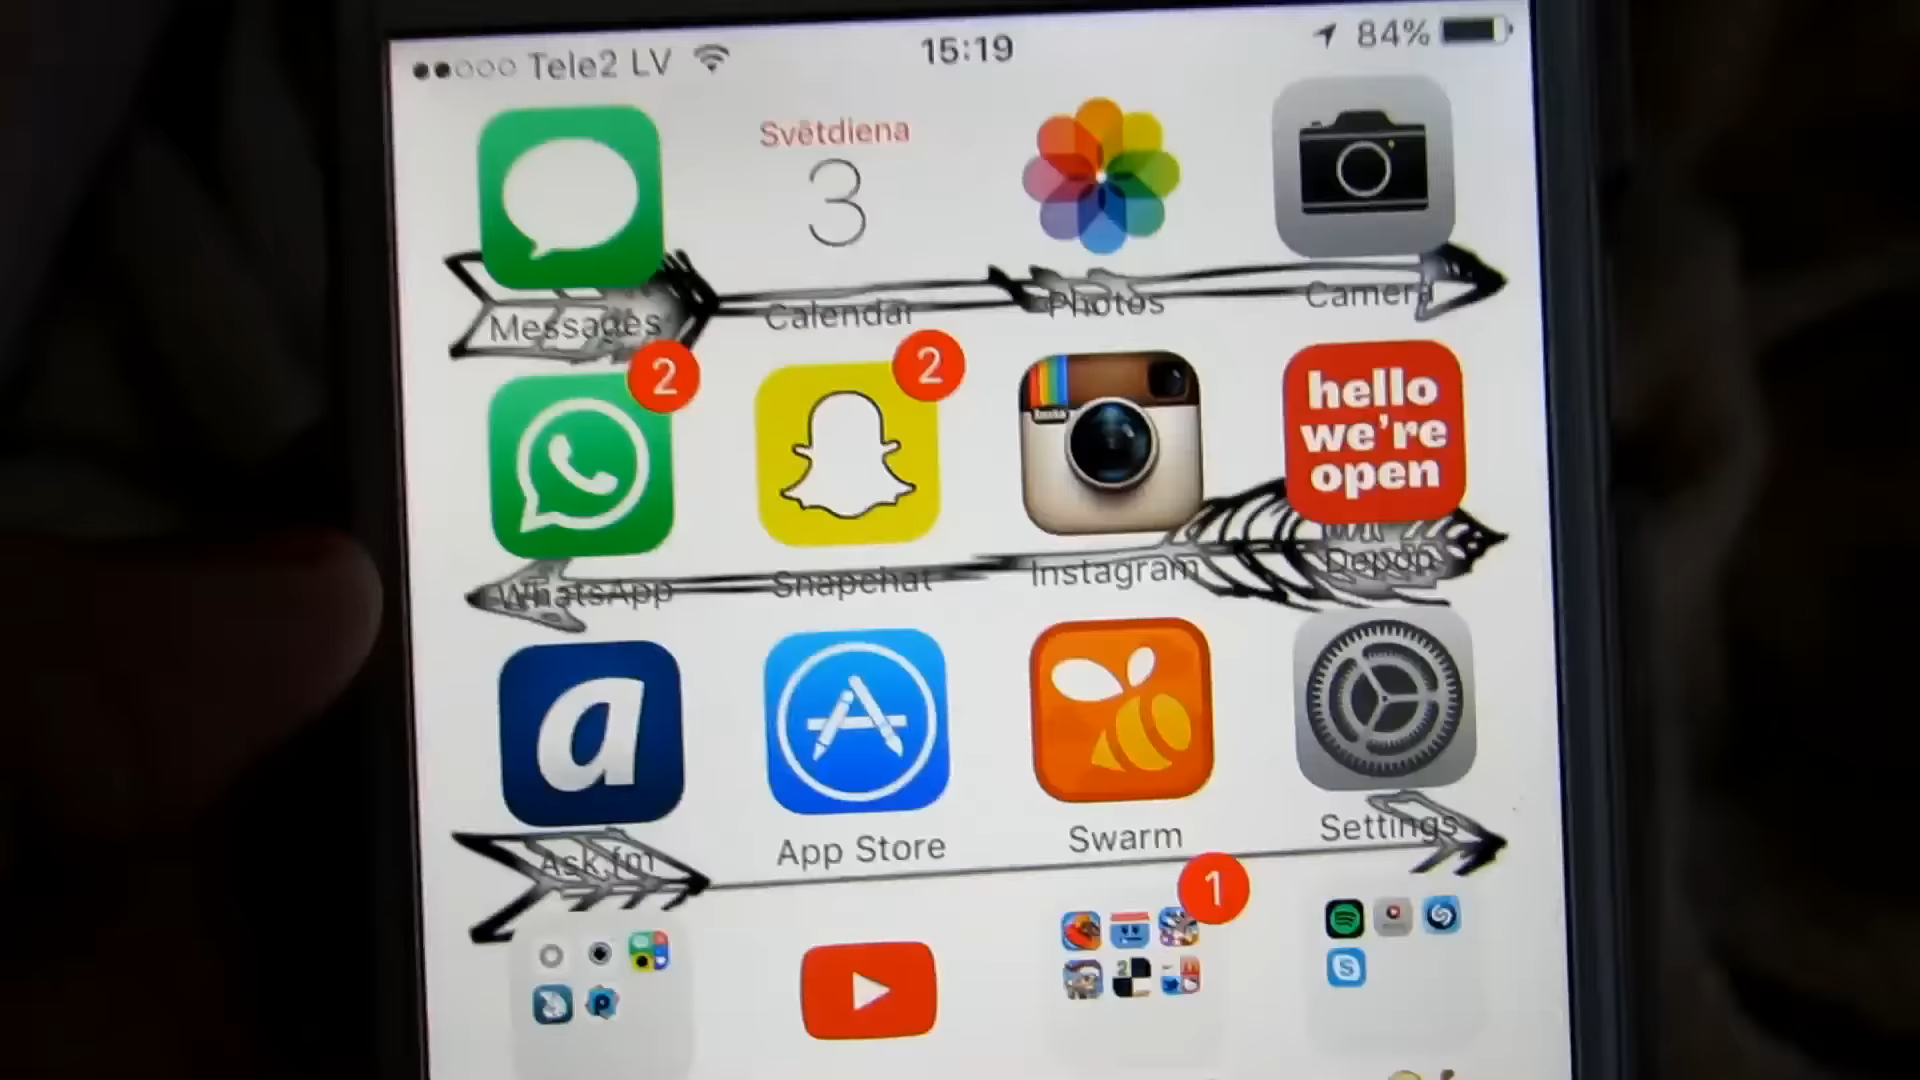 Tele2 LV 15:19 84%
Svētdiena
3
Messages Calendar Photos Camera
2 2
hello
we're
open
WhatsApp Snapchat Instagram Depop
a
Ask.fm App Store Swarm Settings
1